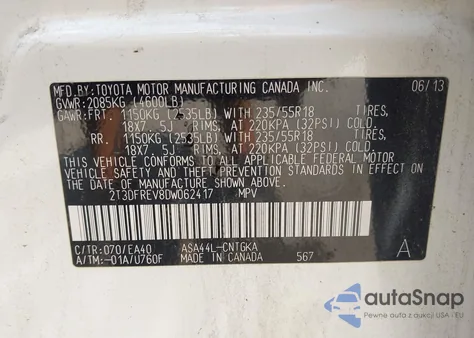 MFD.BY:TOYOTA MOTOR MANUFACTURING CANADA INC. 06/13
GVWR:2085KG (4600LB)
GAWR:FRT. 1150KG (2535LB) WITH 235/55R18 TIRES,
18X7. 5J RIMS, AT 220KPA (32PSI) COLD.
RR. 1150KG (2535LB) WITH 235/55R18 TIRES,
18X7. 5J RIMS, AT 220KPA (32PSI) COLD.
THIS VEHICLE CONFORMS TO ALL APPLICABLE FEDERAL MOTOR
VEHICLE SAFETY AND THEFT PREVENTION STANDARDS IN EFFECT
ON THE DATE OF MANUFACTURE SHOWN ABOVE.
2T3DFREV8DW062417 MPV
C/TR:070/EA40 ASA44L-CNTGKA A
A/TM:-01A/U760F MADE IN CANADA 567
autoSnap
Pewne auta z USA i EU